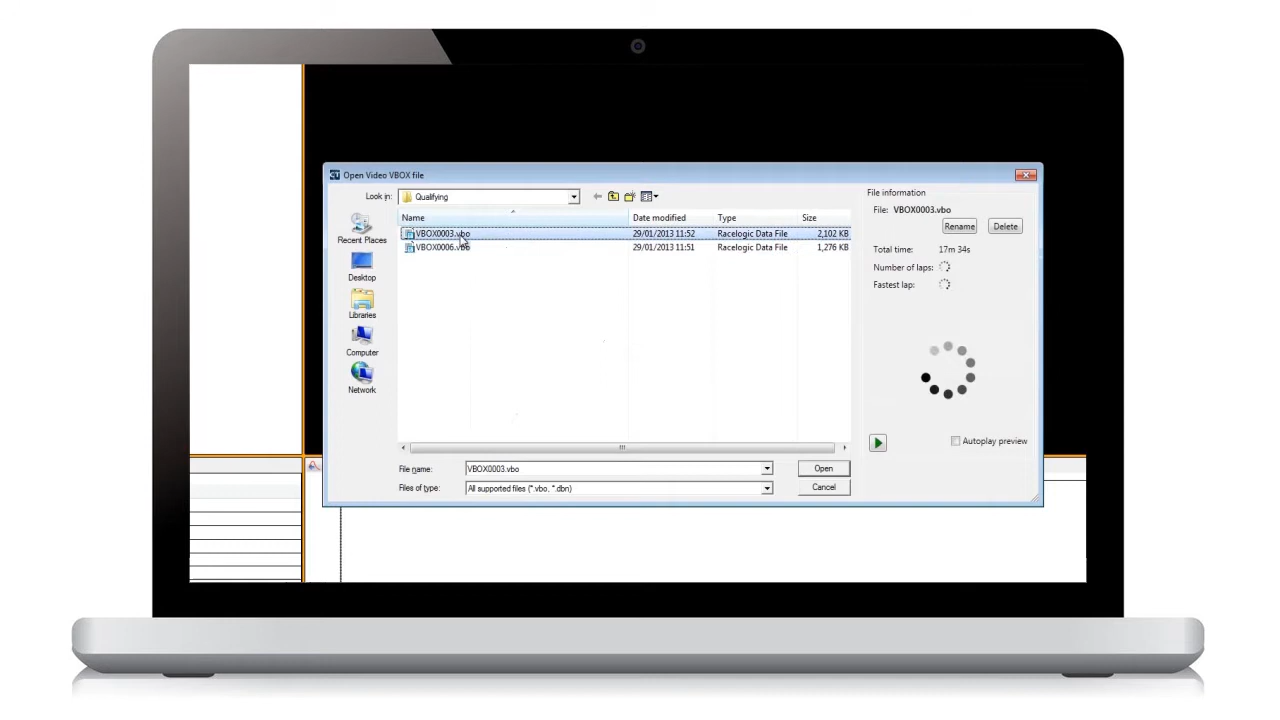 Open Video VBOX file
Look in: Qualifying
File information
File: VBOX0003.vbo
Rename Delete
Total time: 17m 34s
Number of laps:
Fastest lap:
Autoplay preview
Name Date modified Type Size
VBOX0003.vbo 29/01/2013 11:52 Racelogic Data File 2,102 KB
VBOX0006.vbo 29/01/2013 11:51 Racelogic Data File 1,276 KB
Recent Places
Desktop
Libraries
Computer
Network
File name: VBOX0003.vbo Open
Files of type: All supported files (*.vbo, *.dbn) Cancel